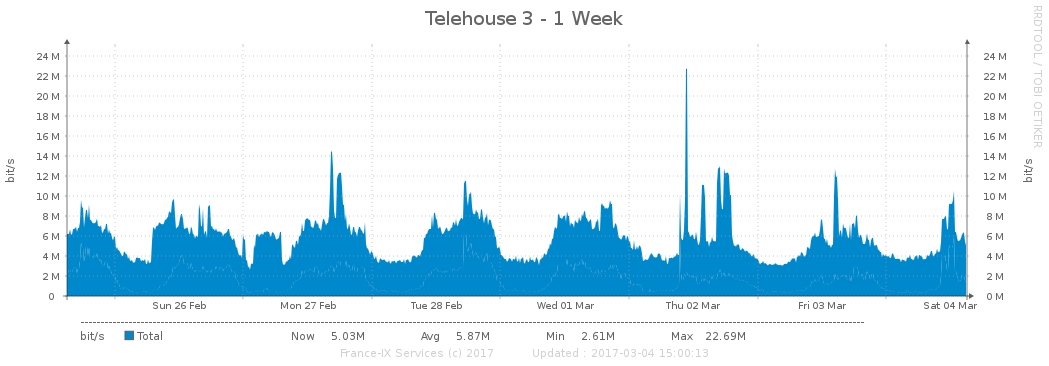 Telehouse 3 - 1 Week
RRDTOOL / TOBI OETIKER
bit/s
bit/s
24 M 24 M
22 M 22 M
20 M 20 M
18 M 18 M
16 M 16 M
14 M 14 M
12 M 12 M
10 M 10 M
8 M 8 M
6 M 6 M
4 M 4 M
2 M 2 M
0 0 M
Sun 26 Feb Mon 27 Feb Tue 28 Feb Wed 01 Mar Thu 02 Mar Fri 03 Mar Sat 04 Mar
bit/s Total Now 5.03M Avg 5.87M Min 2.61M Max 22.69M
France-IX Services (c) 2017 Updated : 2017-03-04 15:00:13